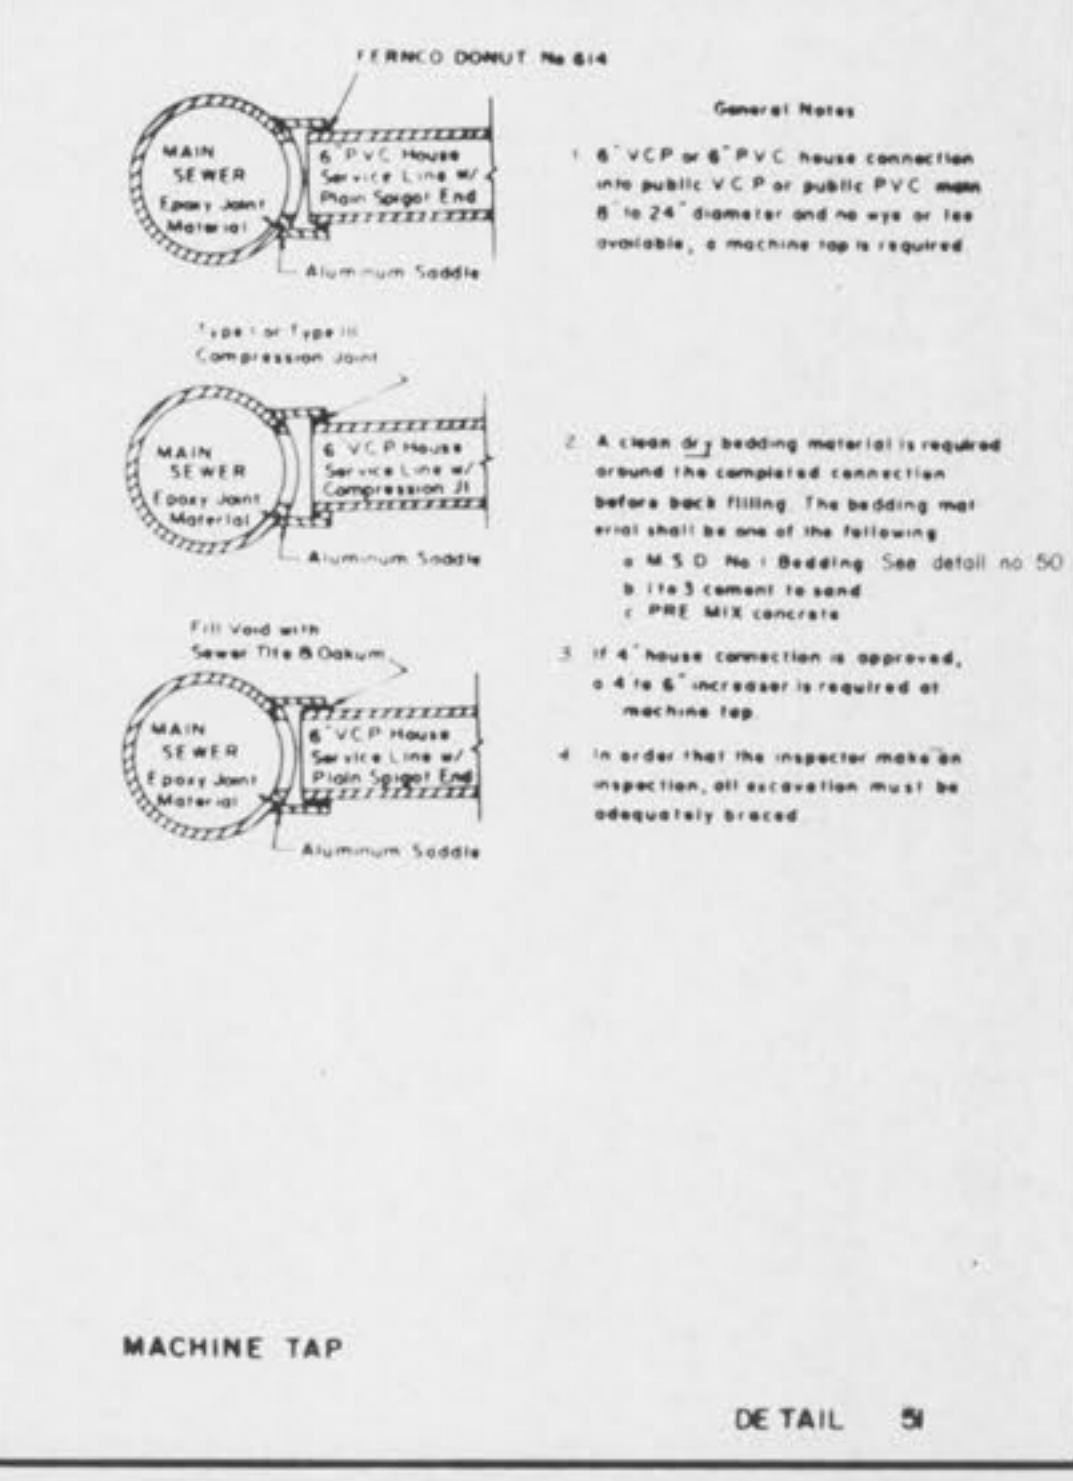 FERNCO DONUT No 614
MAIN
SEWER
Epoxy Joint
Material
6" PVC House
Service Line w/
Plain Spigot End
Aluminum Saddle
Type I or Type III
Compression Joint
MAIN
SEWER
Epoxy Joint
Material
6" VCP House
Service Line w/
Compression Jt
Aluminum Saddle
Fill Void with
Sewer Tite & Oakum
MAIN
SEWER
Epoxy Joint
Material
6" VCP House
Service Line w/
Plain Spigot End
Aluminum Saddle
General Notes
1 6" VCP or 6" PVC house connection
into public VCP or public PVC main
8" to 24" diameter and no wye or tee
available, a machine tap is required
2 A clean dry bedding material is required
around the completed connection
before back filling. The bedding mat-
erial shall be one of the following
a M S D No 1 Bedding See detail no 50
b 1 to 3 cement to sand
c PRE MIX concrete
3 If 4" house connection is approved,
a 4 to 6" increaser is required at
machine tap.
4 In order that the inspector make an
inspection, all excavation must be
adequately braced
MACHINE TAP
DETAIL 51